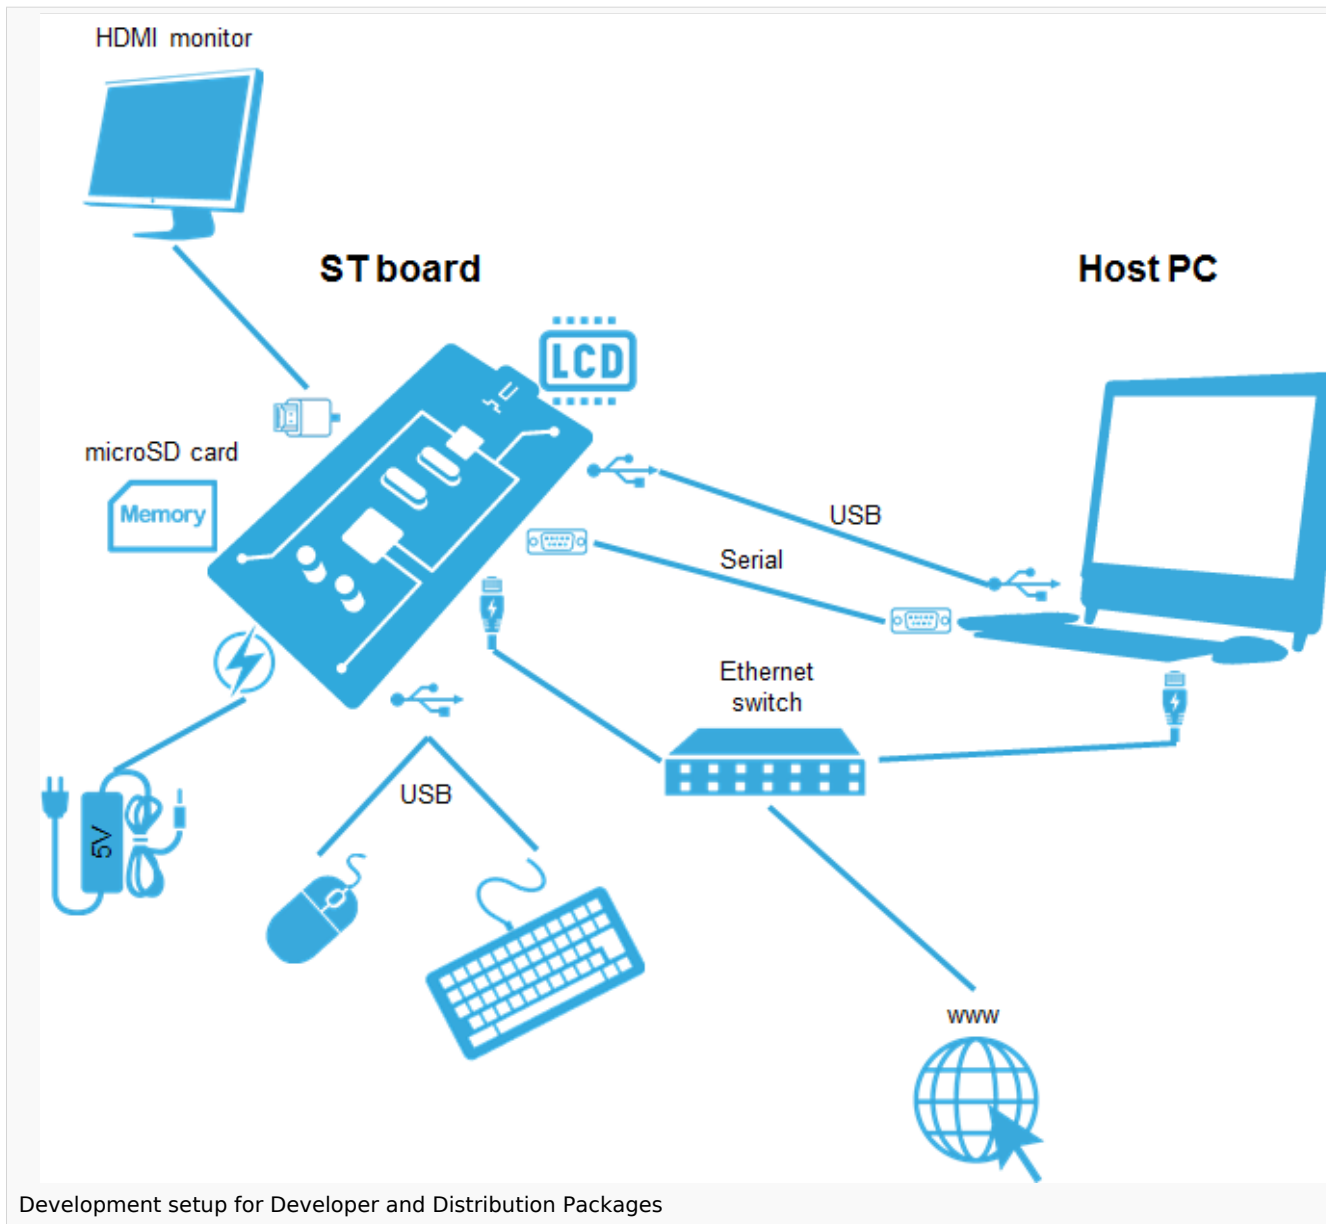 HDMI monitor
ST board
Host PC
LCD
microSD card
Memory
USB
Serial
Ethernet
switch
USB
5V
www
Development setup for Developer and Distribution Packages